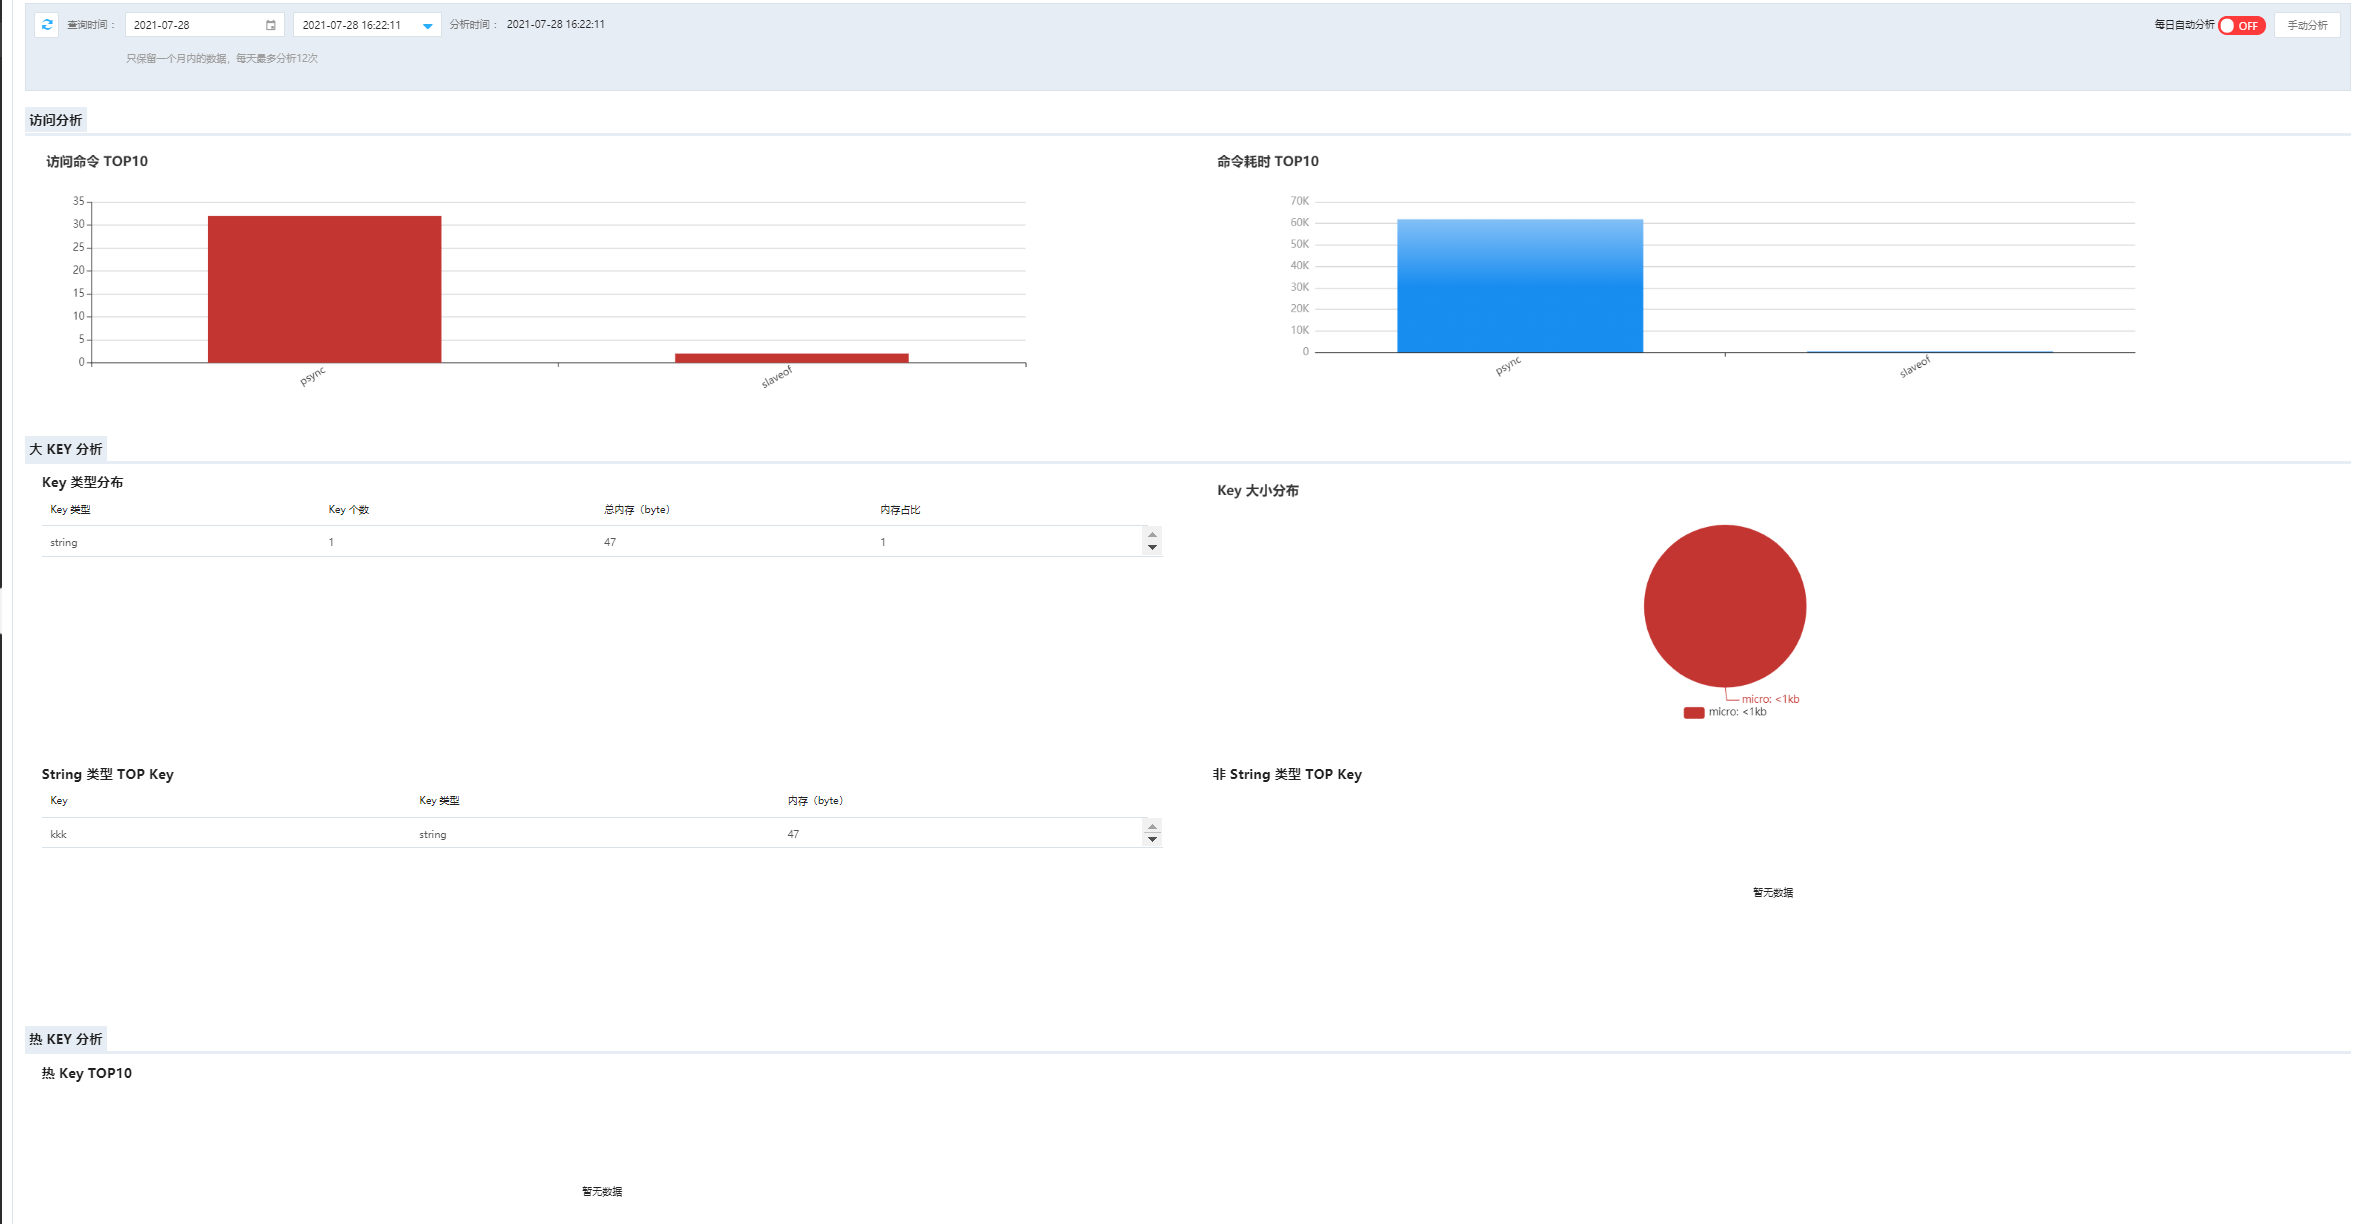 查询时间： 2021-07-28 2021-07-28 16:22:11 分析时间： 2021-07-28 16:22:11 每日自动分析 OFF 手动分析
只保留一个月内的数据，每天最多分析12次
访问分析
访问命令 TOP10
35
30
25
20
15
10
5
0
psync slaveof
命令耗时 TOP10
70K
60K
50K
40K
30K
20K
10K
0
psync slaveof
大 KEY 分析
Key 类型分布
Key 类型 Key 个数 总内存（byte） 内存占比
string 1 47 1
Key 大小分布
micro: <1kb
micro: <1kb
String 类型 TOP Key
Key Key 类型 内存（byte）
kkk string 47
非 String 类型 TOP Key
暂无数据
热 KEY 分析
热 Key TOP10
暂无数据